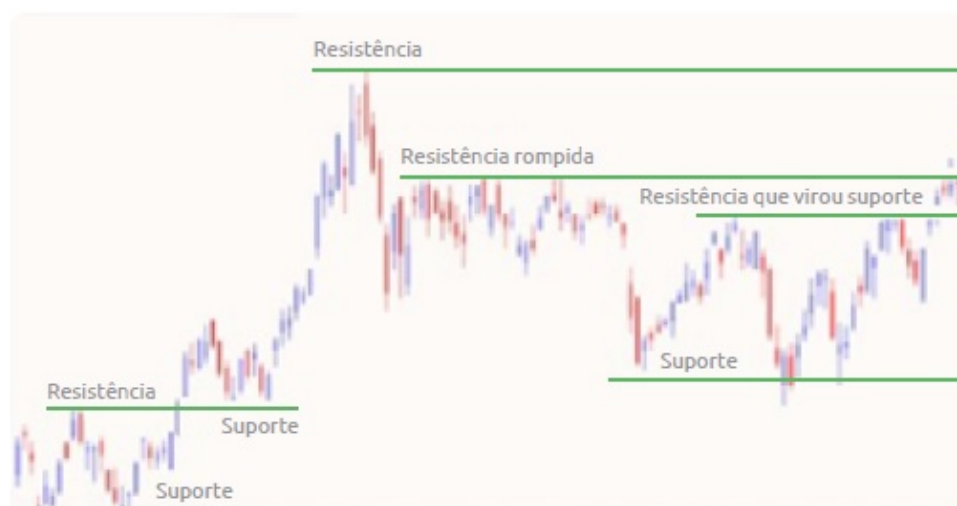 Resistência
Resistência rompida
Resistência que virou suporte
Suporte
Resistência
Suporte
Suporte